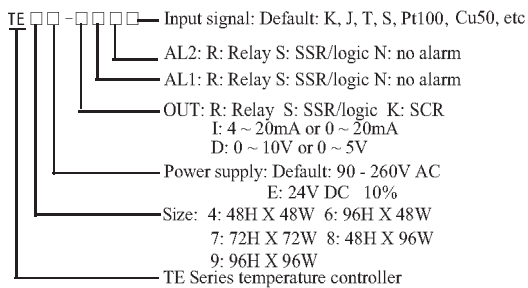 TE□□-□□□□ Input signal: Default: K, J, T, S, Pt100, Cu50, etc
AL2: R: Relay S: SSR/logic N: no alarm
AL1: R: Relay S: SSR/logic N: no alarm
OUT: R: Relay S: SSR/logic K: SCR
I: 4 ~ 20mA or 0 ~ 20mA
D: 0 ~ 10V or 0 ~ 5V
Power supply: Default: 90 - 260V AC
E: 24V DC 10%
Size: 4: 48H X 48W 6: 96H X 48W
7: 72H X 72W 8: 48H X 96W
9: 96H X 96W
TE Series temperature controller